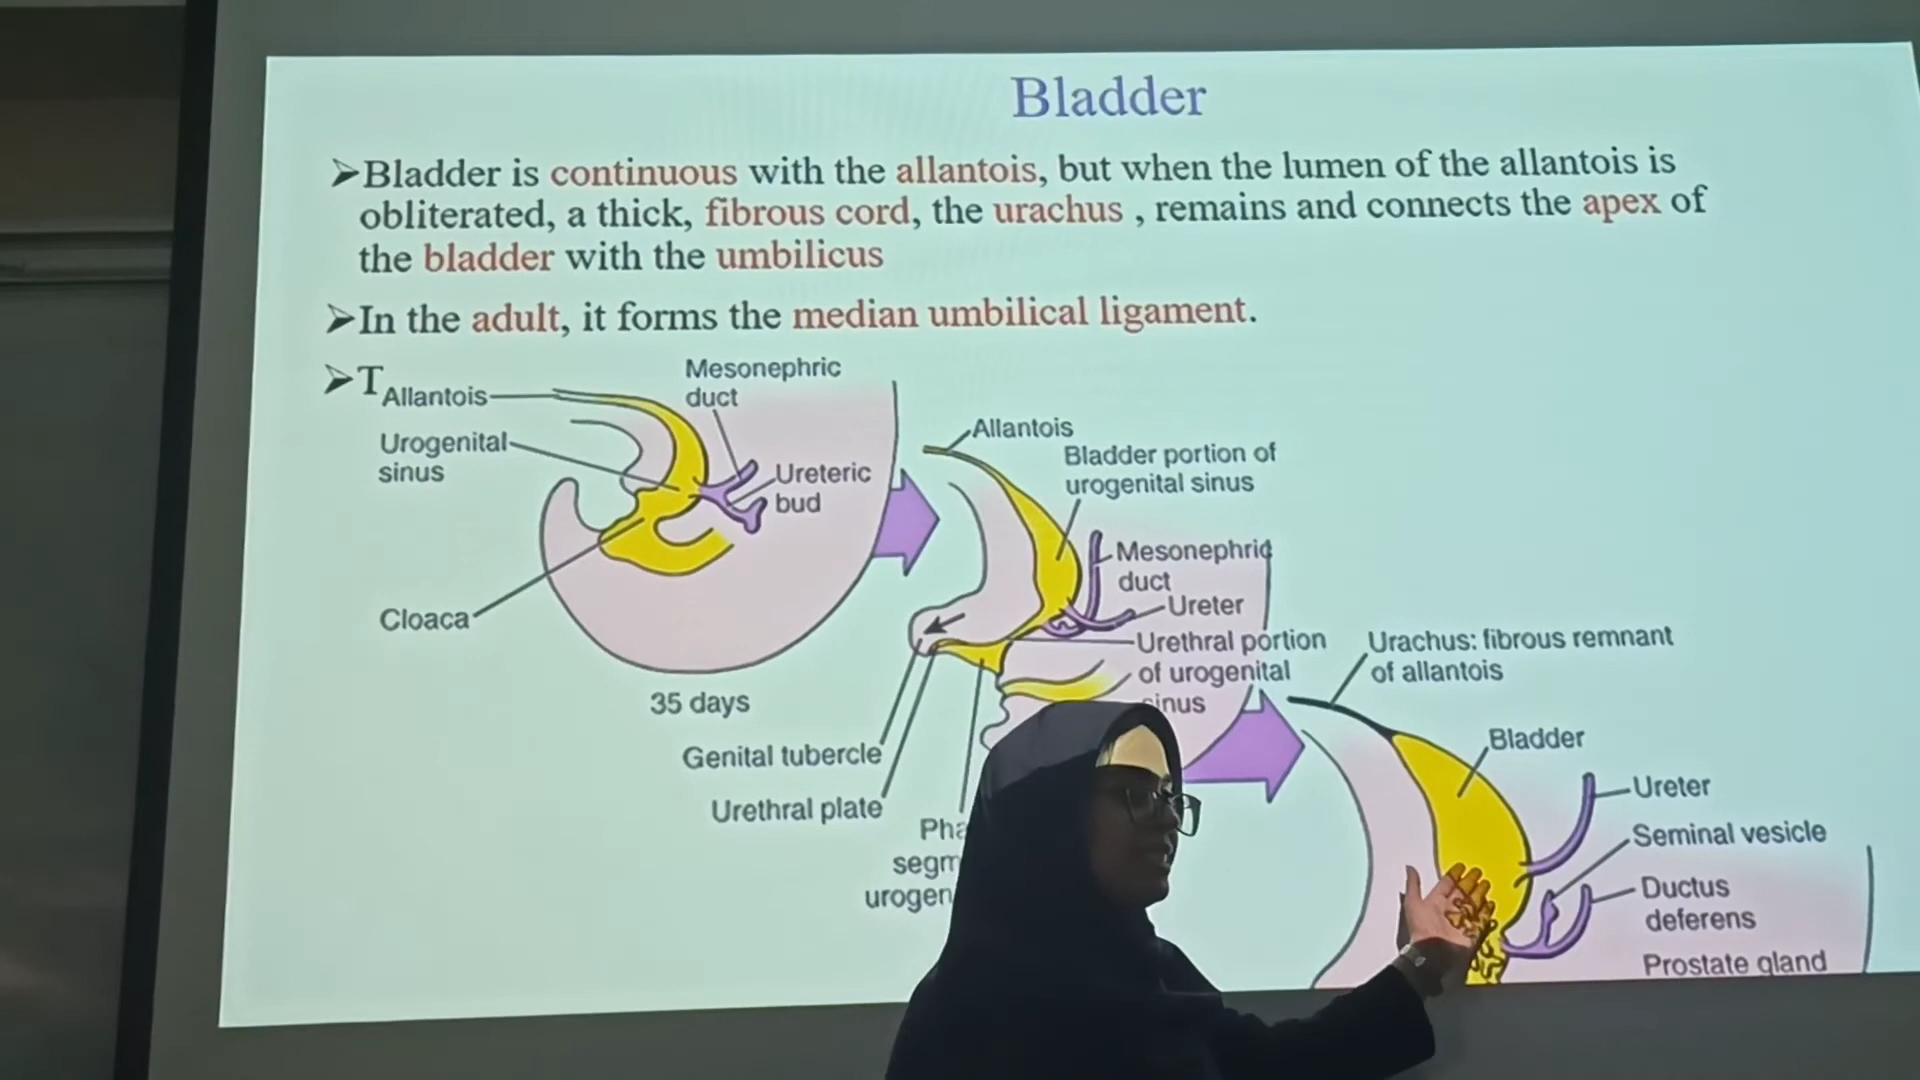 Bladder
➢Bladder is continuous with the allantois, but when the lumen of the allantois is
obliterated, a thick, fibrous cord, the urachus , remains and connects the apex of
the bladder with the umbilicus
➢In the adult, it forms the median umbilical ligament.
➢T
Allantois
Mesonephric
duct
Urogenital
sinus
Ureteric
bud
Cloaca
35 days
Allantois
Bladder portion of
urogenital sinus
Mesonephric
duct
Ureter
Urethral portion
of urogenital
sinus
Genital tubercle
Urethral plate
Urachus: fibrous remnant
of allantois
Bladder
Ureter
Seminal vesicle
Ductus
deferens
Prostate gland